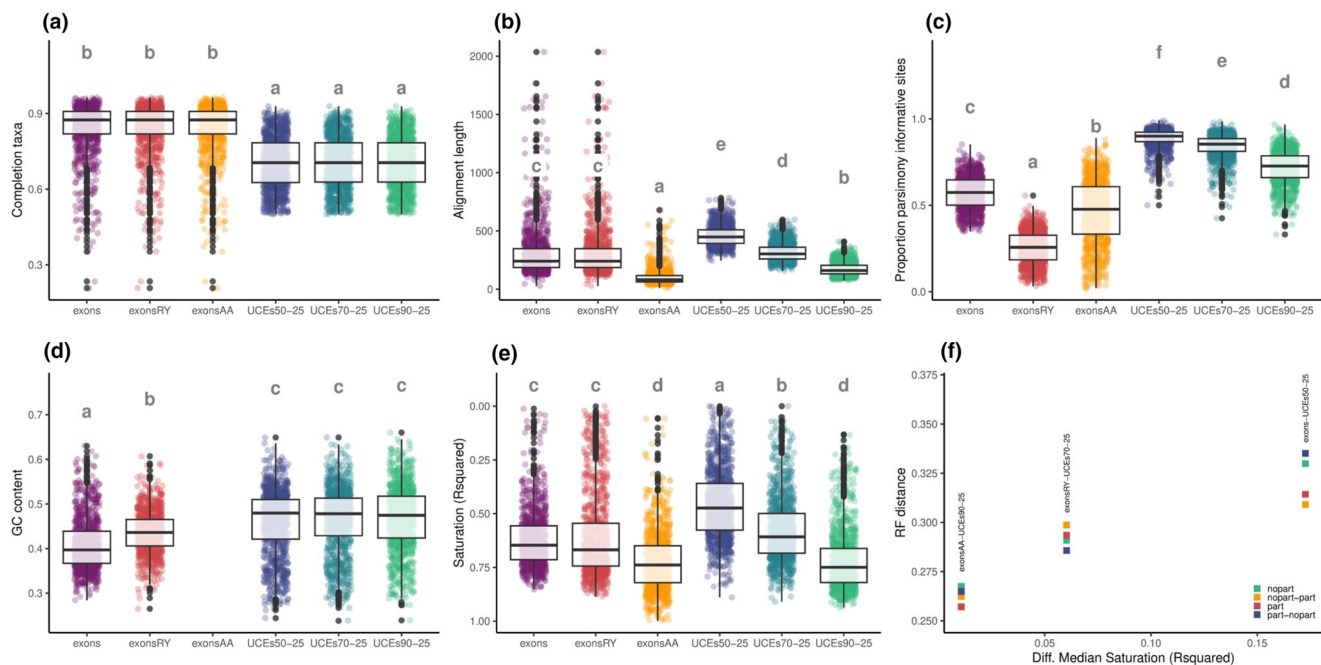 (a)
b b b a a a
Completion taxa
0.9
0.6
0.3
exons exonsRY exonsAA UCEs50-25 UCEs70-25 UCEs90-25
(b)
c c a e d b
Alignment length
2000
1500
1000
500
0
exons exonsRY exonsAA UCEs50-25 UCEs70-25 UCEs90-25
(c)
c a b f e d
Proportion parsimony informative sites
1.0
0.5
0.0
exons exonsRY exonsAA UCEs50-25 UCEs70-25 UCEs90-25
(d)
a b c c c
GC content
0.7
0.6
0.5
0.4
0.3
exons exonsRY exonsAA UCEs50-25 UCEs70-25 UCEs90-25
(e)
c c d a b d
Saturation (Rsquared)
0.00
0.25
0.50
0.75
1.00
exons exonsRY exonsAA UCEs50-25 UCEs70-25 UCEs90-25
(f)
RF distance
0.375
0.350
0.325
0.300
0.275
0.250
exonsAA-UCEs90-25
exonsRY-UCEs70-25
exons-UCEs50-25
nopart
nopart-part
part
part-nopart
0.05 0.10 0.15
Diff. Median Saturation (Rsquared)